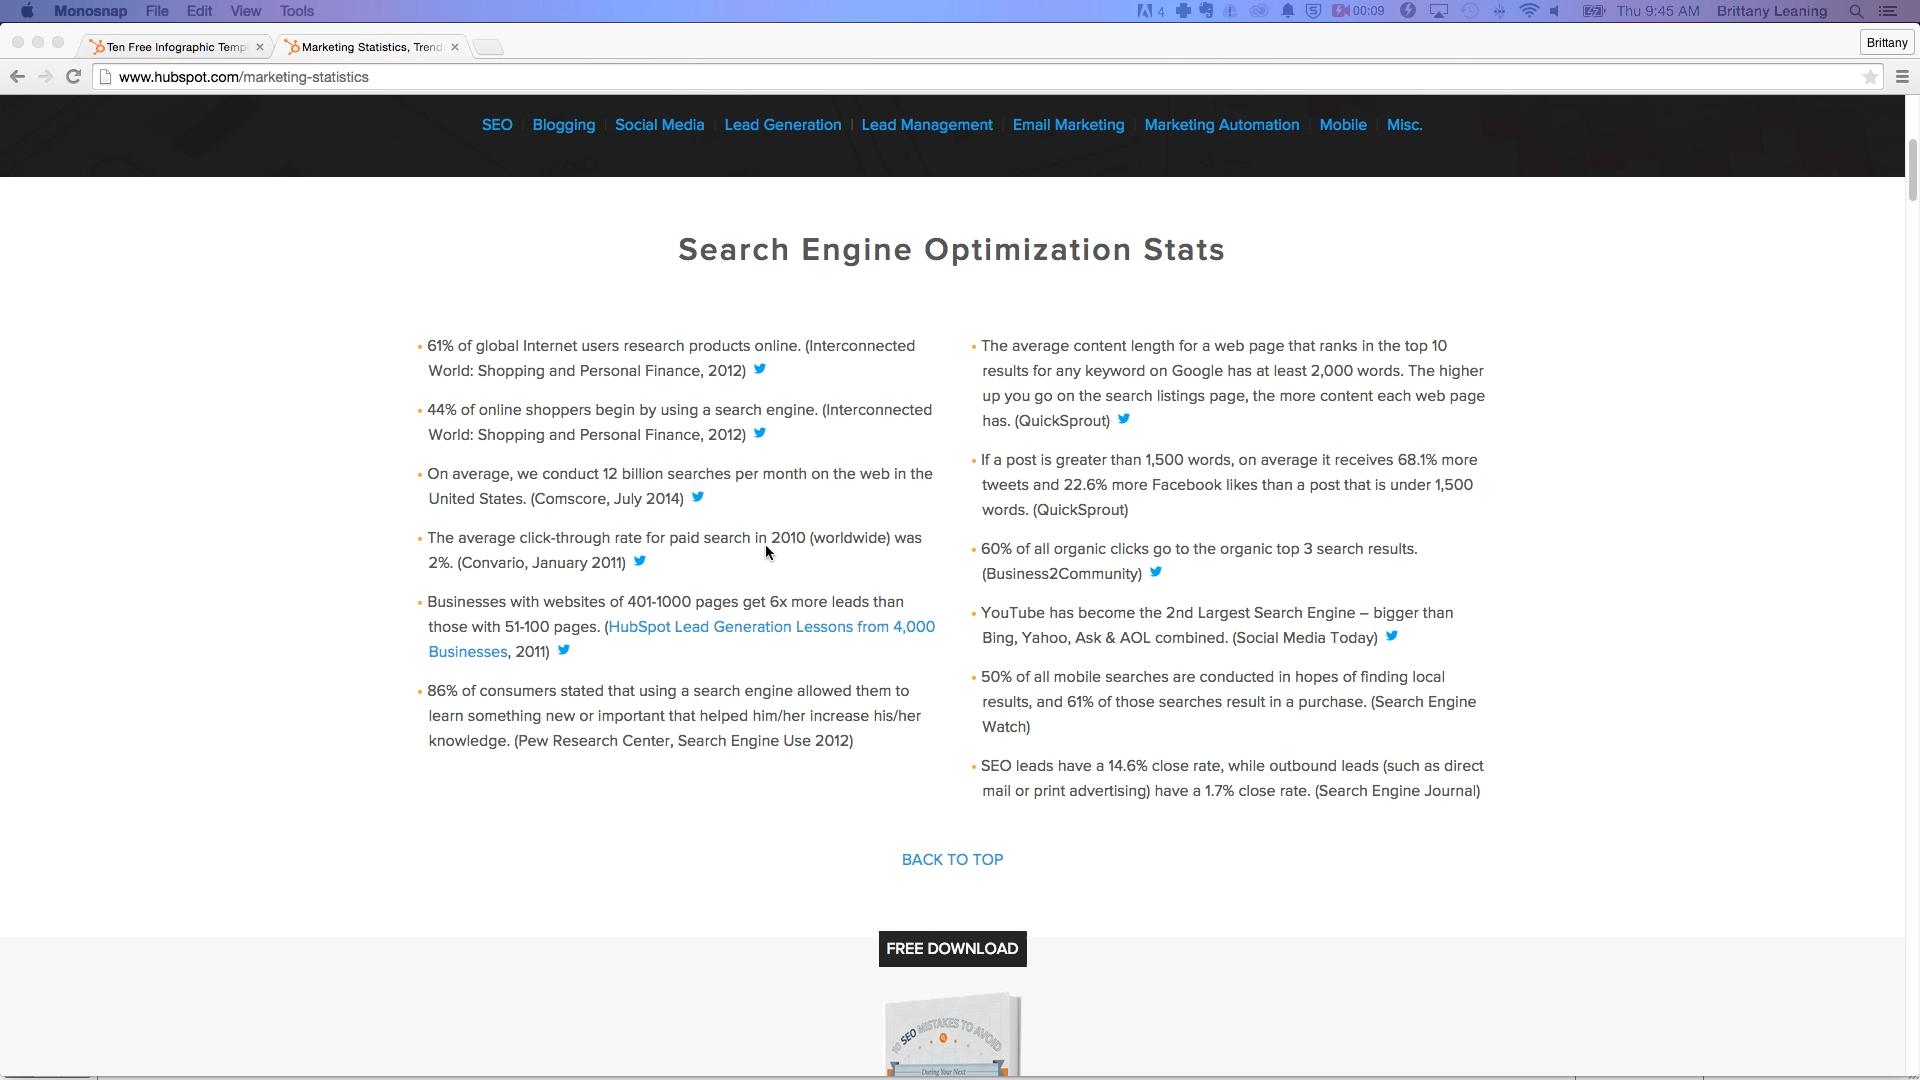 Monosnap File Edit View Tools
4 00:09 Thu 9:45 AM Brittany Leaning
Ten Free Infographic Templ
Marketing Statistics, Trend
Brittany
www.hubspot.com/marketing-statistics
SEO Blogging Social Media Lead Generation Lead Management Email Marketing Marketing Automation Mobile Misc.
Search Engine Optimization Stats
61% of global Internet users research products online. (Interconnected
World: Shopping and Personal Finance, 2012)
44% of online shoppers begin by using a search engine. (Interconnected
World: Shopping and Personal Finance, 2012)
On average, we conduct 12 billion searches per month on the web in the
United States. (Comscore, July 2014)
The average click-through rate for paid search in 2010 (worldwide) was
2%. (Convario, January 2011)
Businesses with websites of 401-1000 pages get 6x more leads than
those with 51-100 pages. (HubSpot Lead Generation Lessons from 4,000
Businesses, 2011)
86% of consumers stated that using a search engine allowed them to
learn something new or important that helped him/her increase his/her
knowledge. (Pew Research Center, Search Engine Use 2012)
The average content length for a web page that ranks in the top 10
results for any keyword on Google has at least 2,000 words. The higher
up you go on the search listings page, the more content each web page
has. (QuickSprout)
If a post is greater than 1,500 words, on average it receives 68.1% more
tweets and 22.6% more Facebook likes than a post that is under 1,500
words. (QuickSprout)
60% of all organic clicks go to the organic top 3 search results.
(Business2Community)
YouTube has become the 2nd Largest Search Engine – bigger than
Bing, Yahoo, Ask & AOL combined. (Social Media Today)
50% of all mobile searches are conducted in hopes of finding local
results, and 61% of those searches result in a purchase. (Search Engine
Watch)
SEO leads have a 14.6% close rate, while outbound leads (such as direct
mail or print advertising) have a 1.7% close rate. (Search Engine Journal)
BACK TO TOP
FREE DOWNLOAD
10 SEO MISTAKES TO AVOID
During Your Next